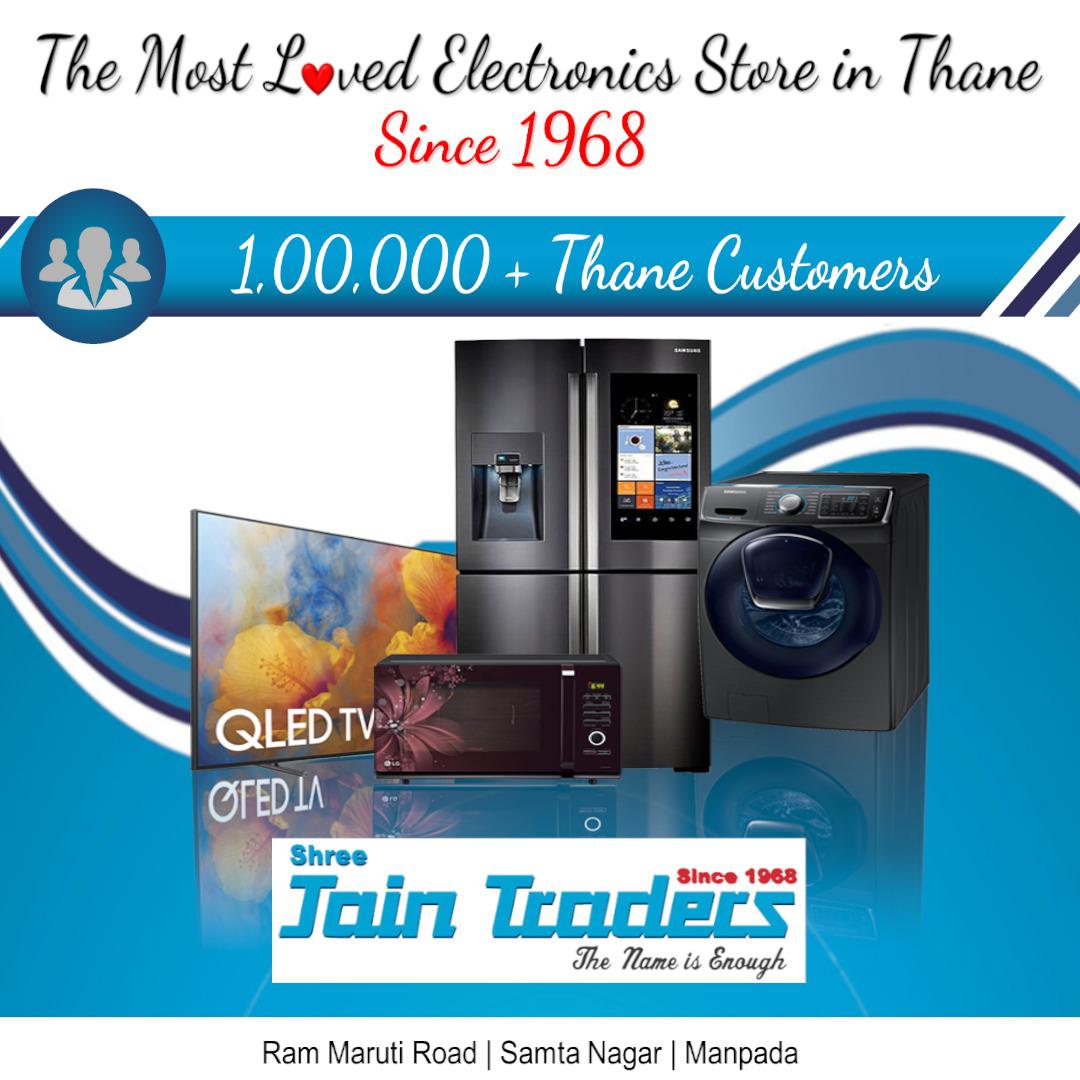 The Most L❤ved Electronics Store in Thane
Since 1968
1,00,000 + Thane Customers
SAMSUNG
SAMSUNG
QLED TV
LG
Shree
Since 1968
Jain Traders
The Name is Enough
Ram Maruti Road | Samta Nagar | Manpada